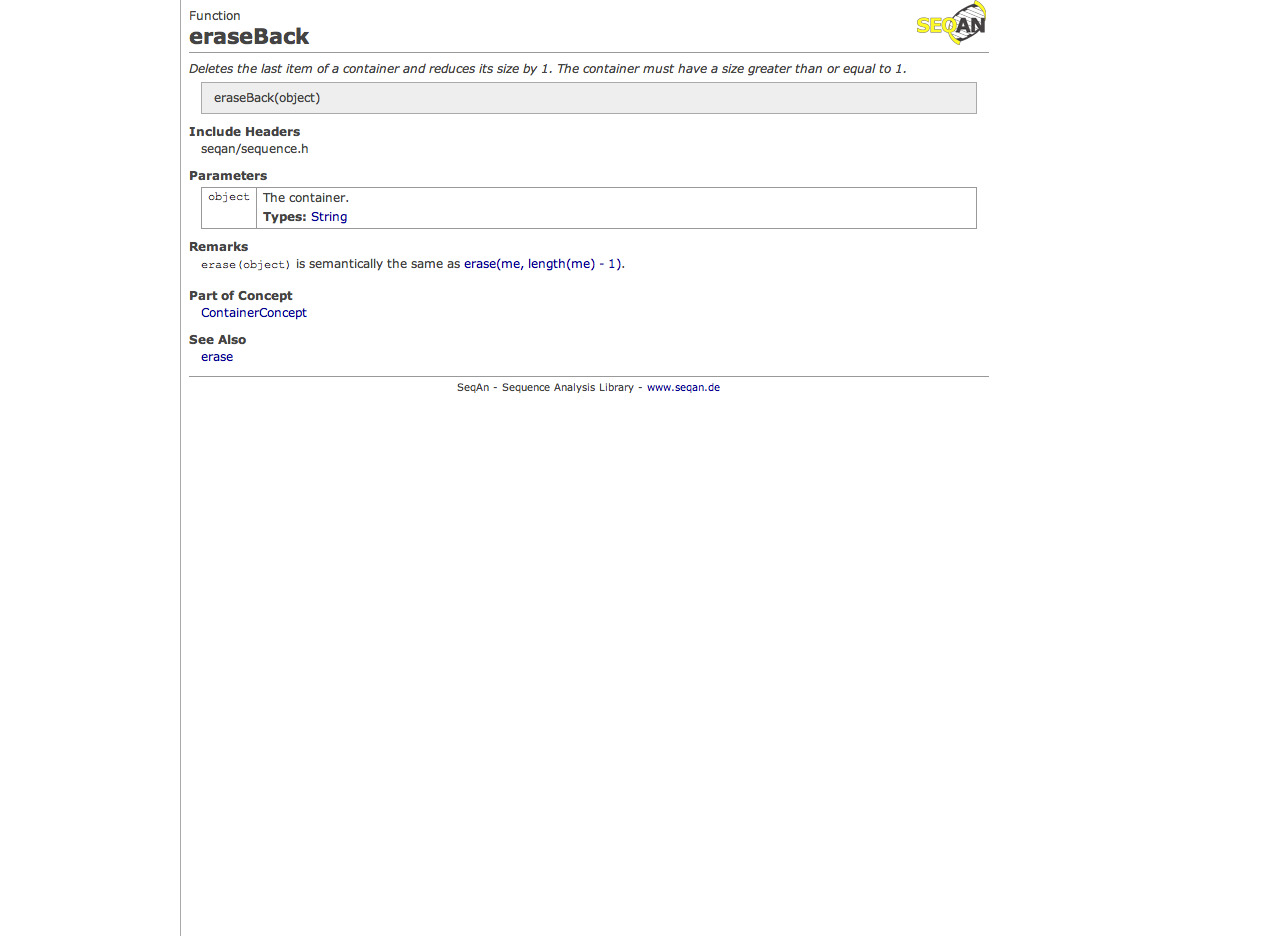 Function
SEQAN
eraseBack
Deletes the last item of a container and reduces its size by 1. The container must have a size greater than or equal to 1.
eraseBack(object)
Include Headers
seqan/sequence.h
Parameters
object The container.
Types: String
Remarks
erase(object) is semantically the same as erase(me, length(me) - 1).
Part of Concept
ContainerConcept
See Also
erase
SeqAn - Sequence Analysis Library - www.seqan.de